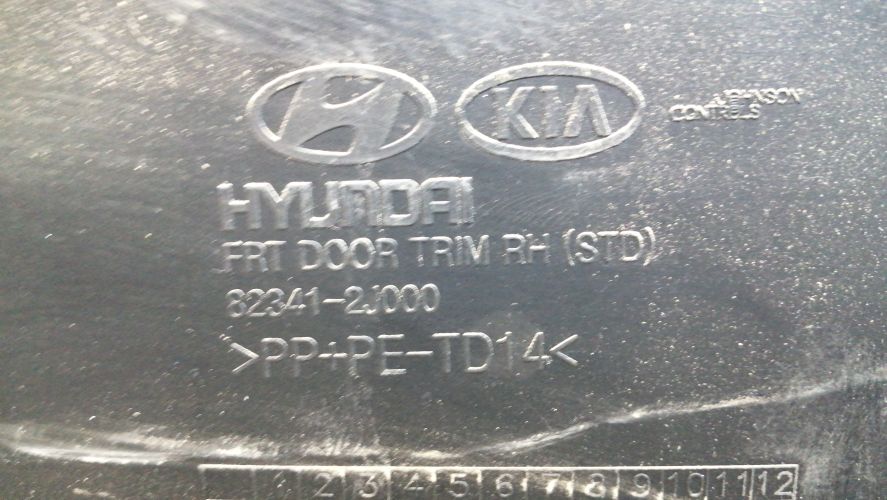 KIA
JOHNSON
CONTROLS
HYUNDAI
FRT DOOR TRIM RH (STD)
82341-2J000
>PP+PE-TD14<
1 2 3 4 5 6 7 8 9 10 11 12